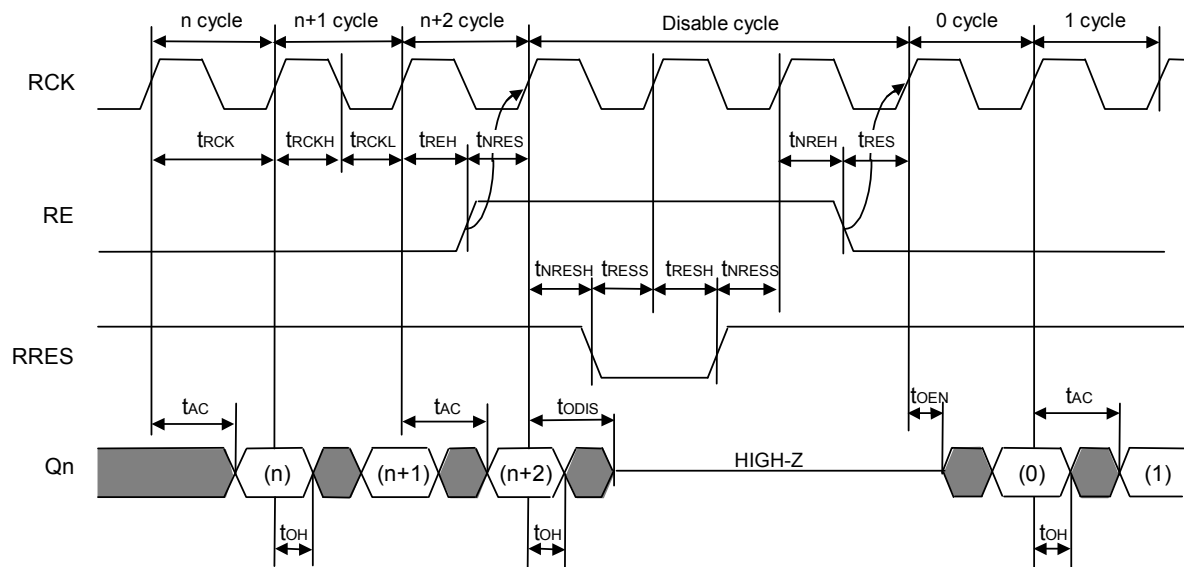 n cycle n+1 cycle n+2 cycle Disable cycle 0 cycle 1 cycle
RCK
tRCK tRCKH tRCKL tREH tNRES tNREH tRES
RE
tNRESH tRESS tRESH tNRESS
RRES
tAC tAC tODIS tOEN tAC
Qn (n) (n+1) (n+2) HIGH-Z (0) (1)
tOH tOH tOH